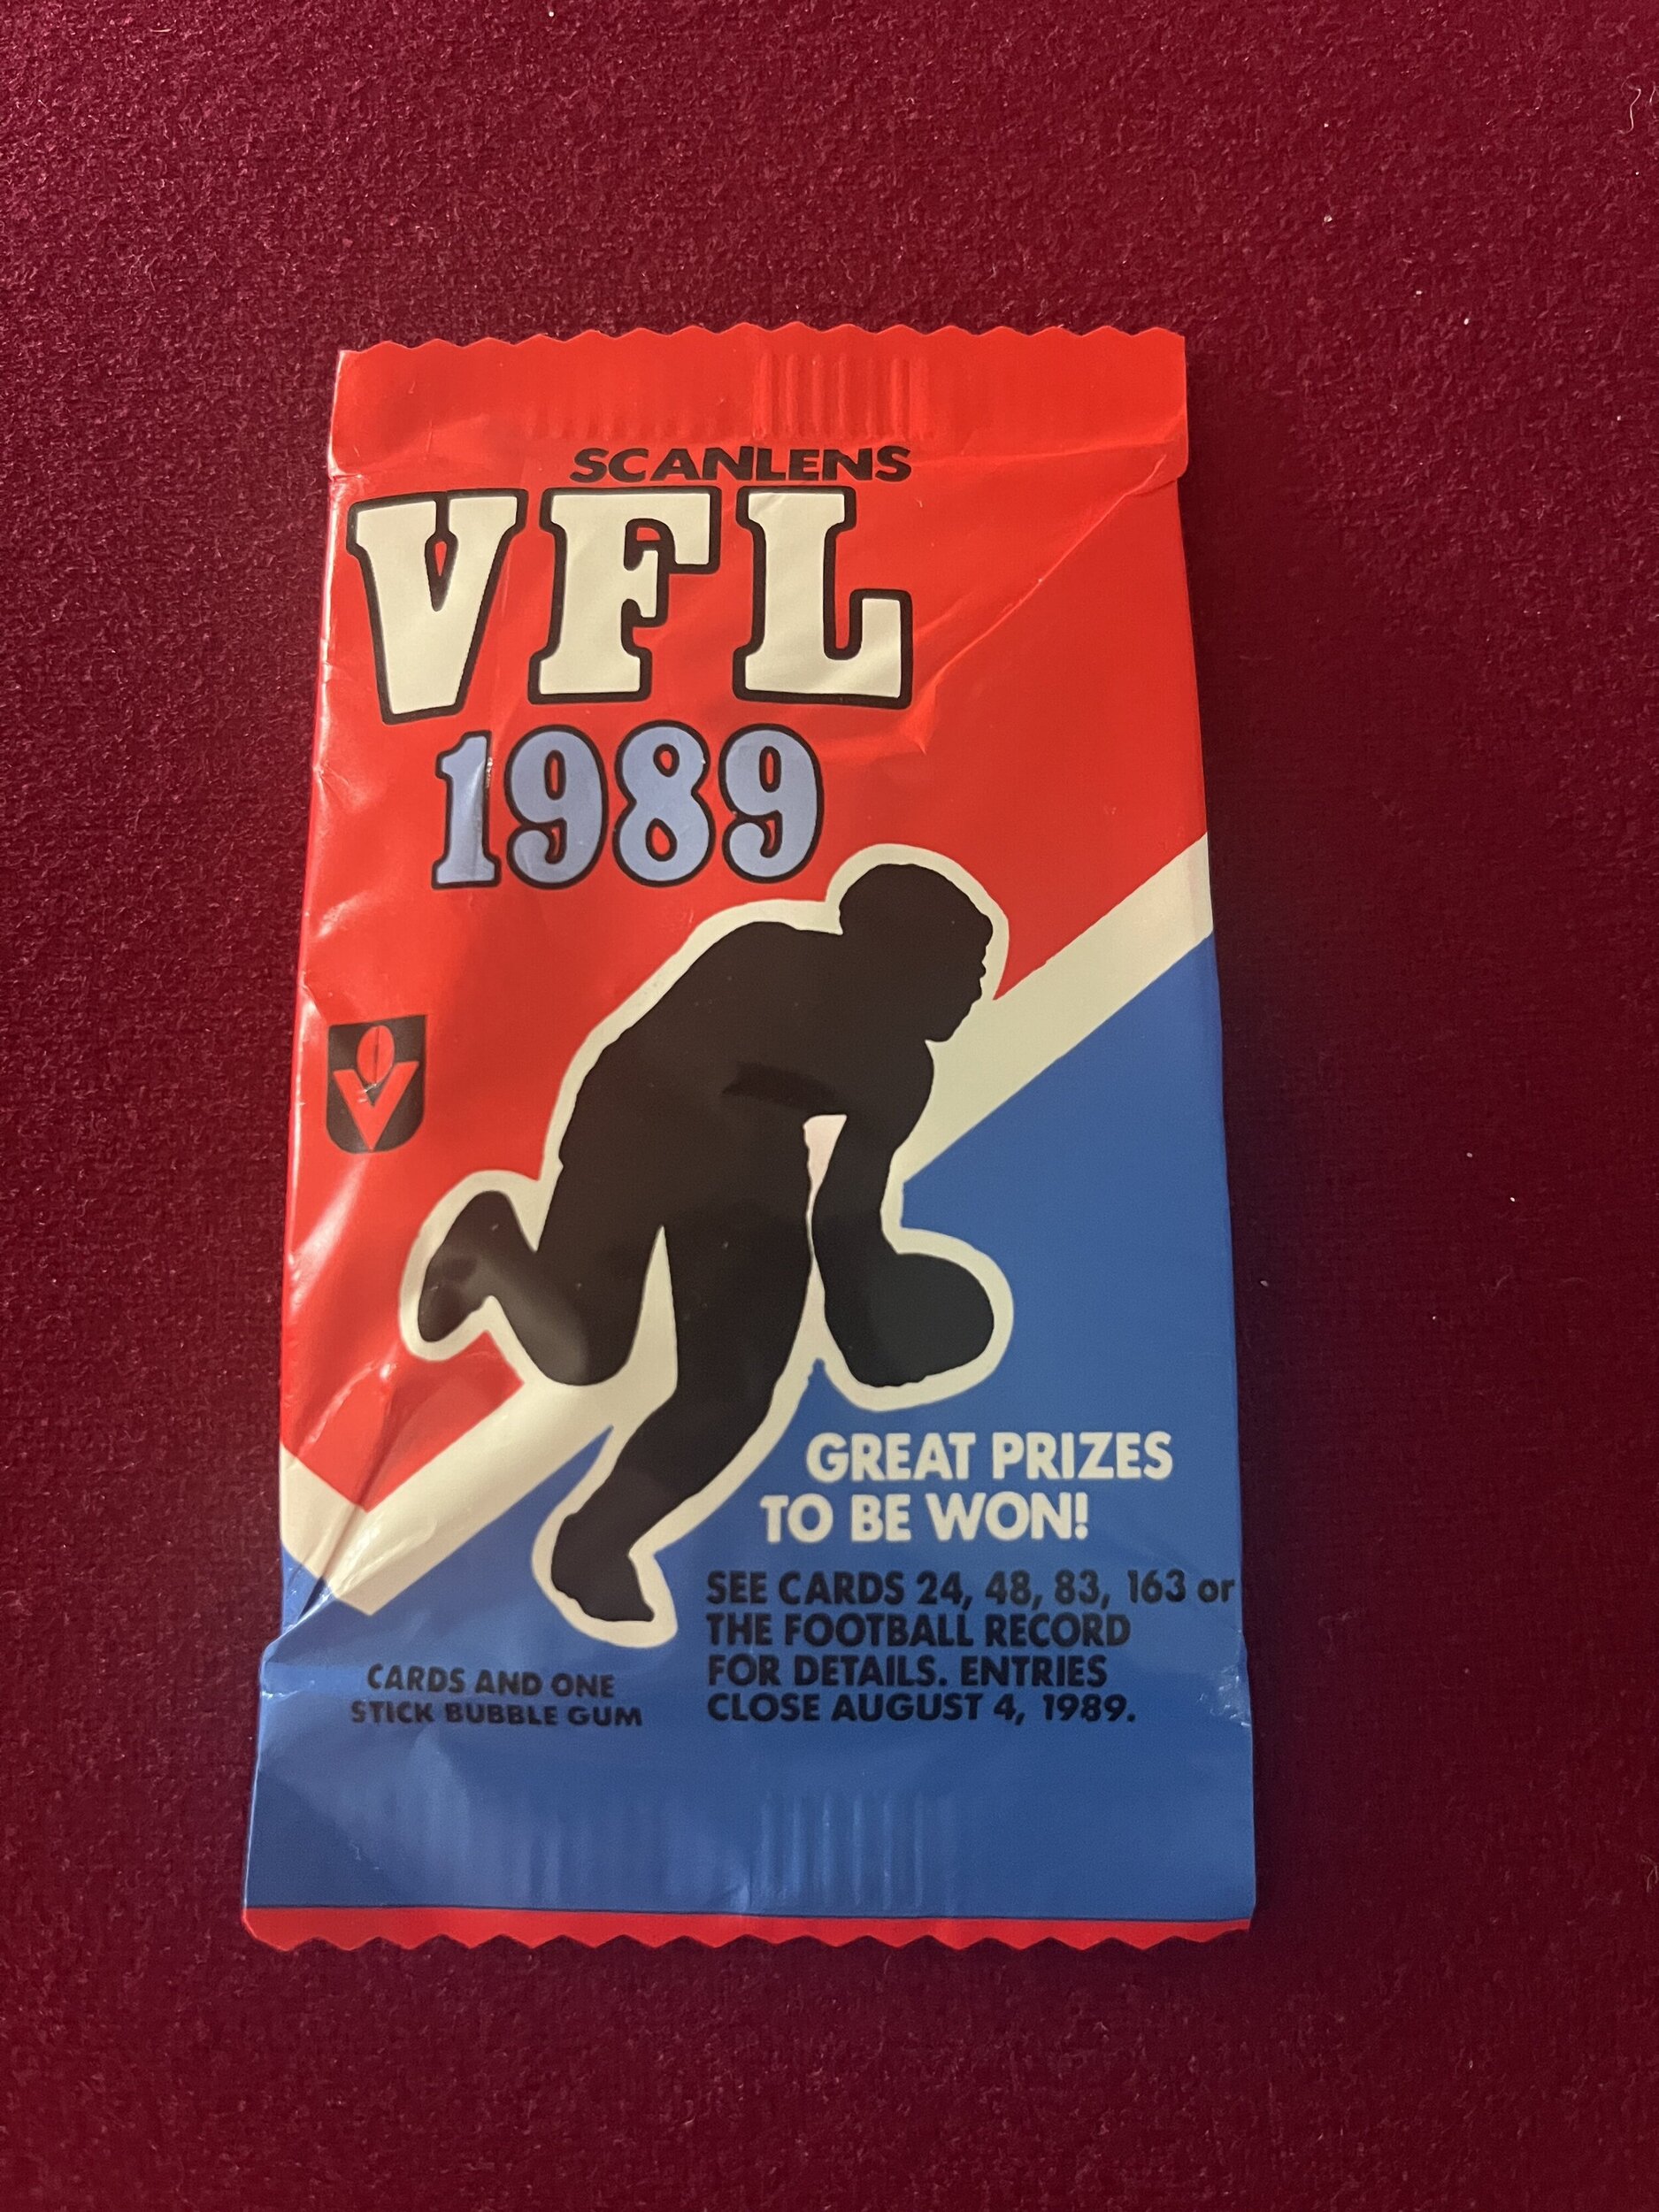 SCANLENS
VFL
1989
GREAT PRIZES
TO BE WON!
SEE CARDS 24, 48, 83, 163 or
THE FOOTBALL RECORD
FOR DETAILS. ENTRIES
CLOSE AUGUST 4, 1989.
CARDS AND ONE
STICK BUBBLE GUM